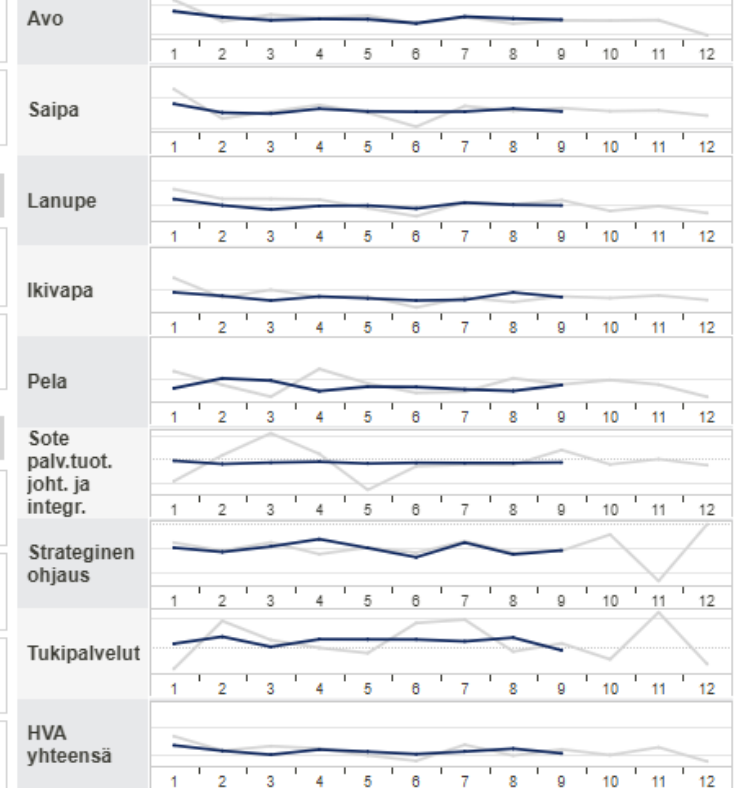 Avo
1 2 3 4 5 6 7 8 9 10 11 12
Saipa
1 2 3 4 5 6 7 8 9 10 11 12
Lanupe
1 2 3 4 5 6 7 8 9 10 11 12
Ikivapa
1 2 3 4 5 6 7 8 9 10 11 12
Pela
1 2 3 4 5 6 7 8 9 10 11 12
Sote
palv.tuot.
joht. ja
integr.
1 2 3 4 5 6 7 8 9 10 11 12
Strateginen
ohjaus
1 2 3 4 5 6 7 8 9 10 11 12
Tukipalvelut
1 2 3 4 5 6 7 8 9 10 11 12
HVA
yhteensä
1 2 3 4 5 6 7 8 9 10 11 12